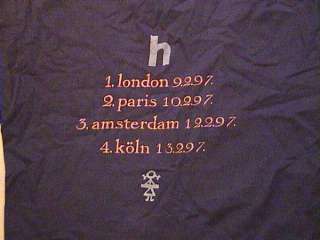 h
1. london 9.2.97.
2. paris 10.2.97.
3. amsterdam 12.2.97.
4. köln 13.2.97.